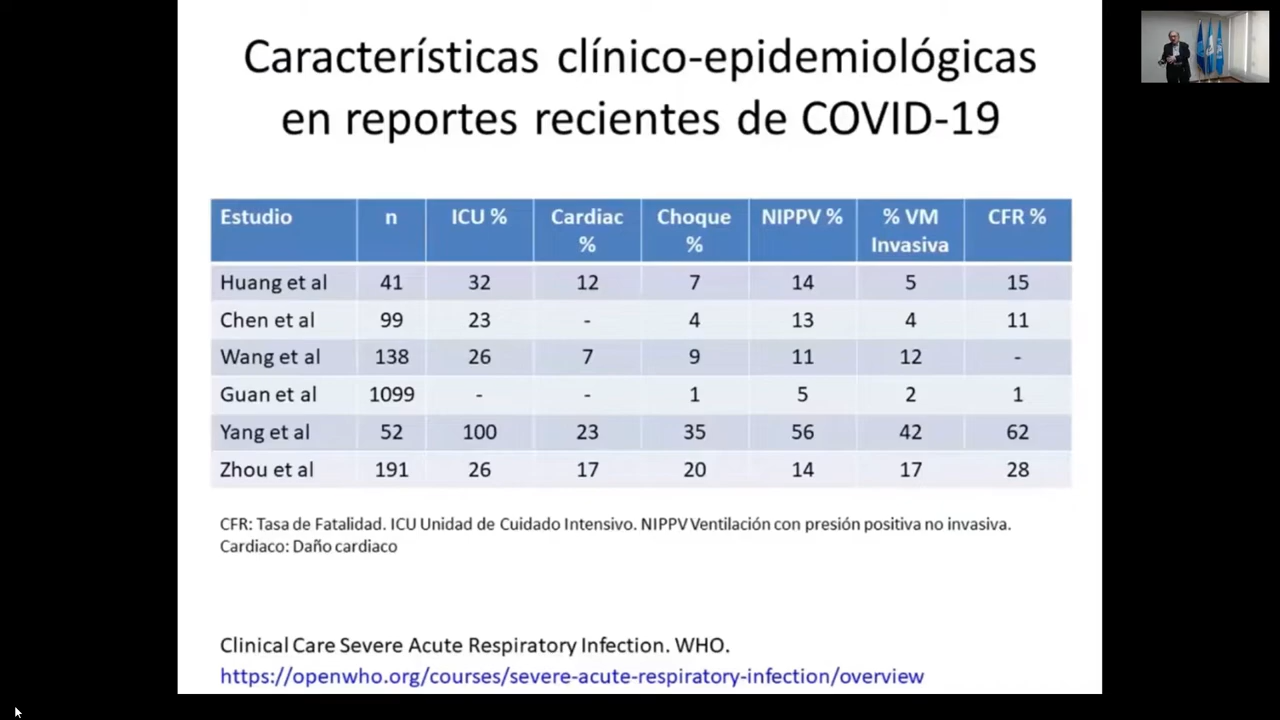 Características clínico-epidemiológicas
en reportes recientes de COVID-19
Estudio n ICU % Cardiac % Choque % NIPPV % % VM Invasiva CFR %
Huang et al 41 32 12 7 14 5 15
Chen et al 99 23 - 4 13 4 11
Wang et al 138 26 7 9 11 12 -
Guan et al 1099 - - 1 5 2 1
Yang et al 52 100 23 35 56 42 62
Zhou et al 191 26 17 20 14 17 28
CFR: Tasa de Fatalidad. ICU Unidad de Cuidado Intensivo. NIPPV Ventilación con presión positiva no invasiva.
Cardiaco: Daño cardiaco
Clinical Care Severe Acute Respiratory Infection. WHO.
https://openwho.org/courses/severe-acute-respiratory-infection/overview